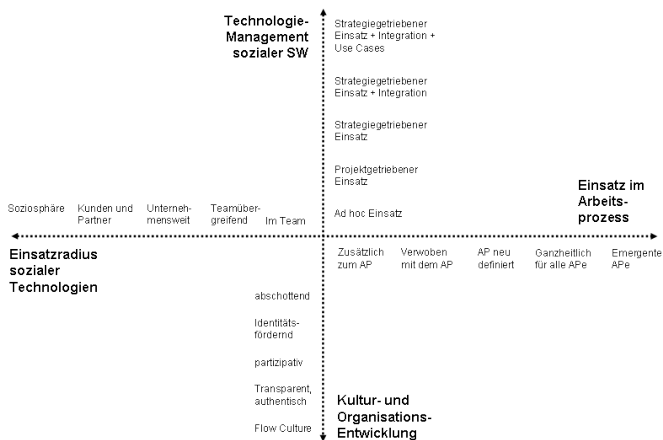 Technologie-
Management
sozialer SW
Strategiegetriebener
Einsatz + Integration +
Use Cases
Strategiegetriebener
Einsatz + Integration
Strategiegetriebener
Einsatz
Projektgetriebener
Einsatz
Ad hoc Einsatz
Soziosphäre
Kunden und
Partner
Unterneh-
mensweit
Teamüber-
greifend
Im Team
Einsatz im
Arbeits-
prozess
Einsatzradius
sozialer
Technologien
Zusätzlich
zum AP
Verwoben
mit dem AP
AP neu
definiert
Ganzheitlich
für alle APe
Emergente
APe
abschottend
Identitäts-
fördernd
partizipativ
Transparent,
authentisch
Flow Culture
Kultur- und
Organisations-
Entwicklung